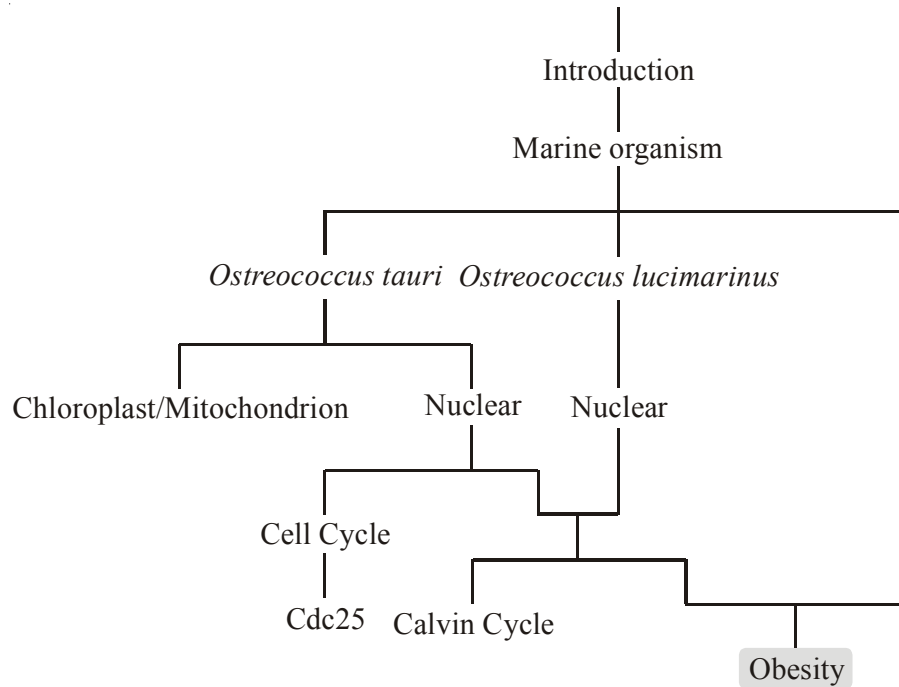 Introduction
Marine organism
Ostreococcus tauri Ostreococcus lucimarinus
Chloroplast/Mitochondrion Nuclear Nuclear
Cell Cycle
Cdc25 Calvin Cycle
Obesity